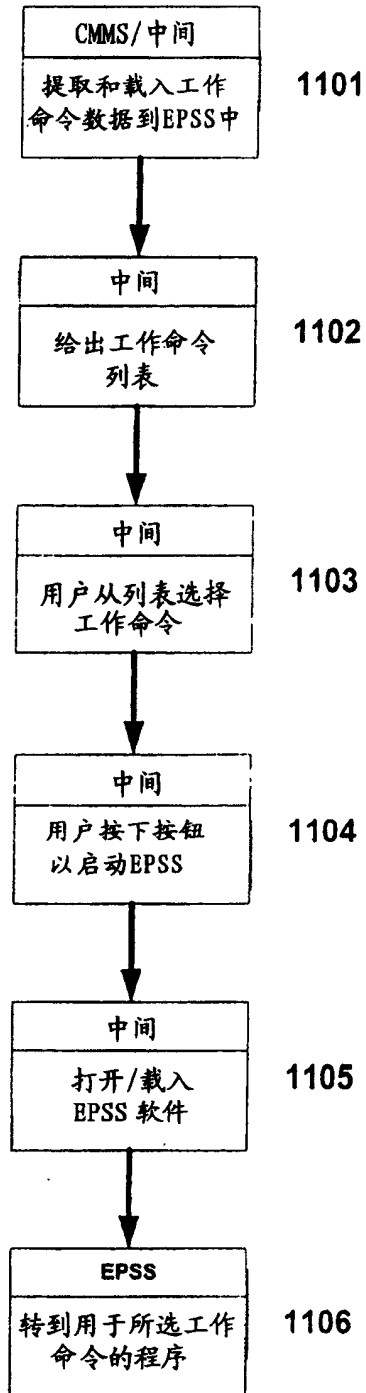 CMMS/中间
提取和载入工作
命令数据到EPSS中
1101
中间
给出工作命令
列表
1102
中间
用户从列表选择
工作命令
1103
中间
用户按下按钮
以启动EPSS
1104
中间
打开/载入
EPSS 软件
1105
EPSS
转到用于所选工作
命令的程序
1106